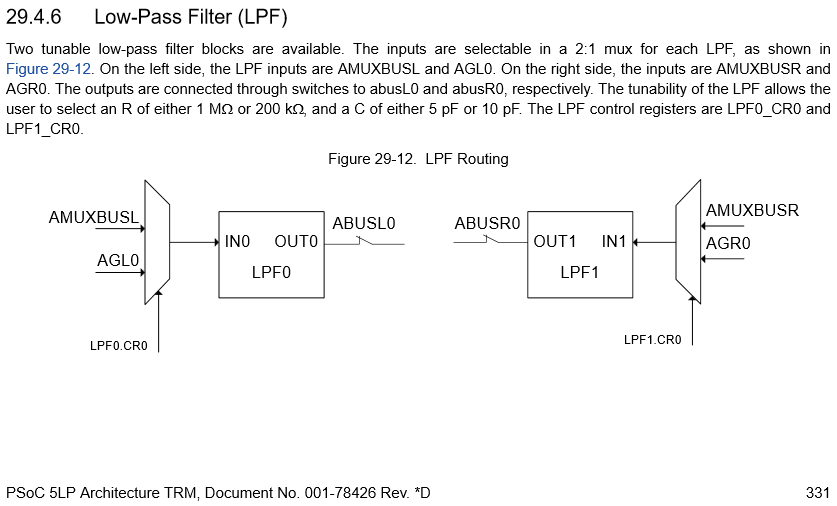 29.4.6 Low-Pass Filter (LPF)
Two tunable low-pass filter blocks are available. The inputs are selectable in a 2:1 mux for each LPF, as shown in
Figure 29-12. On the left side, the LPF inputs are AMUXBUSL and AGL0. On the right side, the inputs are AMUXBUSR and
AGR0. The outputs are connected through switches to abusL0 and abusR0, respectively. The tunability of the LPF allows the
user to select an R of either 1 MΩ or 200 kΩ, and a C of either 5 pF or 10 pF. The LPF control registers are LPF0_CR0 and
LPF1_CR0.
Figure 29-12. LPF Routing
AMUXBUSL
AGL0
LPF0.CR0
IN0 OUT0
LPF0
ABUSL0
ABUSR0
OUT1 IN1
LPF1
AMUXBUSR
AGR0
LPF1.CR0
PSoC 5LP Architecture TRM, Document No. 001-78426 Rev. *D 331